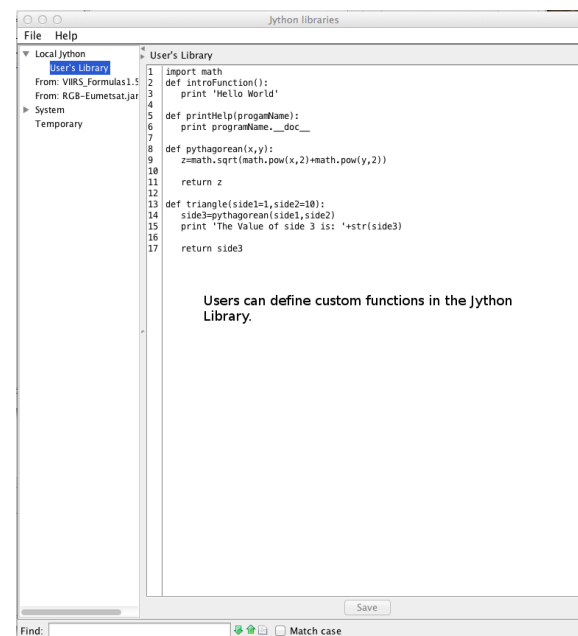 Jython libraries
File Help
Local Jython
User's Library
From: VIIRS_Formulas1.5
From: RGB-Eumetsat.jar
System
Temporary
User's Library
1 import math
2 def introFunction():
3 print 'Hello World'
4
5 def printHelp(progamName):
6 print programName.__doc__
7
8 def pythagorean(x,y):
9 z=math.sqrt(math.pow(x,2)+math.pow(y,2))
10
11 return z
12
13 def triangle(side1=1,side2=10):
14 side3=pythagorean(side1,side2)
15 print 'The Value of side 3 is: '+str(side3)
16
17 return side3
Users can define custom functions in the Jython
Library.
Save
Find: Match case